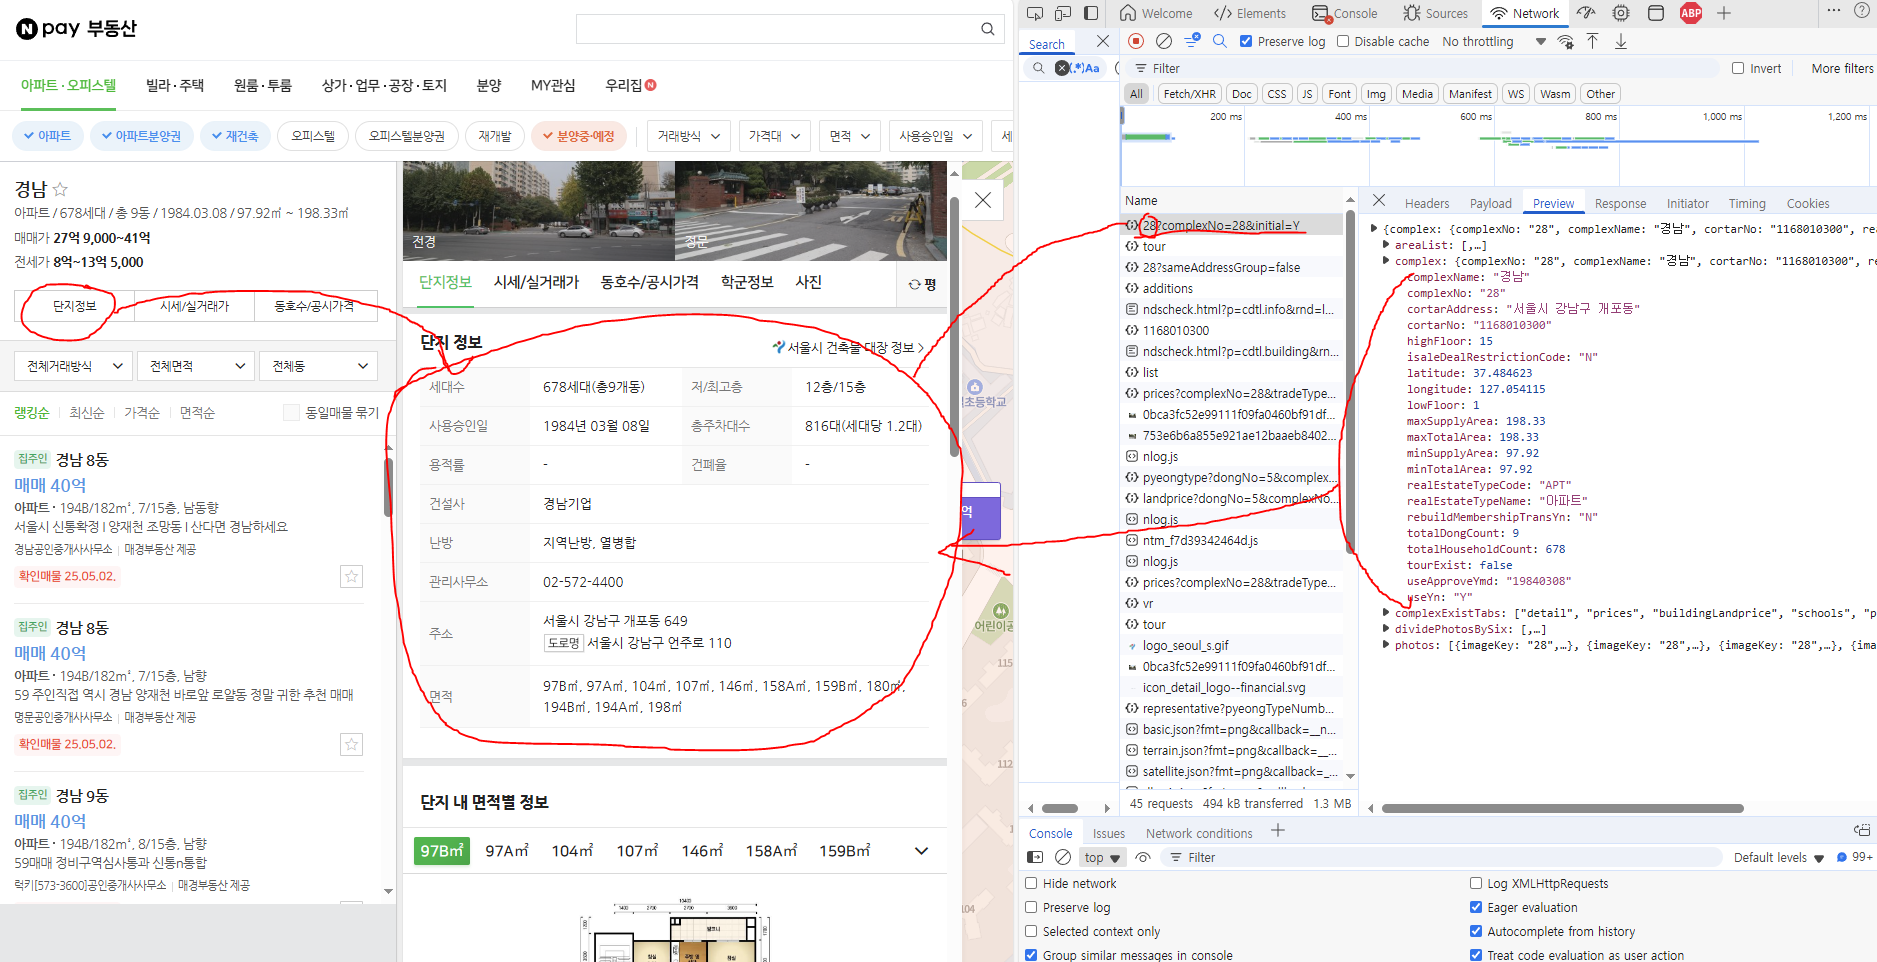 N pay 부동산
아파트 · 오피스텔 빌라 · 주택 원룸 · 투룸 상가 · 업무 · 공장 · 토지 분양 MY관심 우리집 N
아파트 아파트분양권 재건축 오피스텔 오피스텔분양권 재개발 분양중·예정 거래방식 가격대 면적 사용승인일 세
경남
아파트 / 678세대 / 총 9동 / 1984.03.08 / 97.92㎡ ~ 198.33㎡
매매가 27억 9,000~41억
전세가 8억~13억 5,000
단지정보 시세/실거래가 동호수/공시가격
전체거래방식 전체면적 전체동
랭킹순 최신순 가격순 면적순 동일매물 묶기
집주인 경남 8동
매매 40억
아파트 · 194B/182㎡, 7/15층, 남동향
서울시 신통확정 l 양재천 조망동 l 산다면 경남하세요
경남공인중개사사무소 | 매경부동산 제공
확인매물 25.05.02.
집주인 경남 8동
매매 40억
아파트 · 194B/182㎡, 7/15층, 남향
59 주인직접 역시 경남 양재천 바로앞 로얄동 정말 귀한 추천 매매
명문공인중개사사무소 | 매경부동산 제공
확인매물 25.05.02.
집주인 경남 9동
매매 40억
아파트 · 194B/182㎡, 8/15층, 남향
59매매 정비구역심사통과 신통n통합
럭키[573-3600]공인중개사사무소 | 매경부동산 제공
전경 정문
단지정보 시세/실거래가 동호수/공시가격 학군정보 사진 평
단지 정보 서울시 건축물 대장 정보
세대수 678세대(총9개동) 저/최고층 12층/15층
사용승인일 1984년 03월 08일 총주차대수 816대(세대당 1.2대)
용적률 - 건폐율 -
건설사 경남기업
난방 지역난방, 열병합
관리사무소 02-572-4400
주소 서울시 강남구 개포동 649
도로명 서울시 강남구 언주로 110
면적 97B㎡, 97A㎡, 104㎡, 107㎡, 146㎡, 158A㎡, 159B㎡, 180㎡,
194B㎡, 194A㎡, 198㎡
단지 내 면적별 정보
97B㎡ 97A㎡ 104㎡ 107㎡ 146㎡ 158A㎡ 159B㎡
초등학교
억
어린이공
115
112
104
Welcome Elements Console Sources Network ABP
Search
Preserve log Disable cache No throttling
(.*) Aa
Filter Invert More filters
All Fetch/XHR Doc CSS JS Font Img Media Manifest WS Wasm Other
200 ms 400 ms 600 ms 800 ms 1,000 ms 1,200 ms
Name
28?complexNo=28&initial=Y
tour
28?sameAddressGroup=false
additions
ndscheck.html?p=cdtl.info&rnd=l...
1168010300
ndscheck.html?p=cdtl.building&rn...
list
prices?complexNo=28&tradeType...
0bca3fc52e99111f09fa0460bf91df...
753e6b6a855e921ae12baaeb8402...
nlog.js
pyeongtype?dongNo=5&complex...
landprice?dongNo=5&complexNo...
nlog.js
ntm_f7d39342464d.js
nlog.js
prices?complexNo=28&tradeType...
vr
tour
logo_seoul_s.gif
0bca3fc52e99111f09fa0460bf91df...
icon_detail_logo--financial.svg
representative?pyeongTypeNumb...
basic.json?fmt=png&callback=__n...
terrain.json?fmt=png&callback=__...
satellite.json?fmt=png&callback=_...
45 requests 494 kB transferred 1.3 MB
Headers Payload Preview Response Initiator Timing Cookies
{complex: {complexNo: "28", complexName: "경남", cortarNo: "1168010300", rea
areaList: [,…]
complex: {complexNo: "28", complexName: "경남", cortarNo: "1168010300", re
complexName: "경남"
complexNo: "28"
cortarAddress: "서울시 강남구 개포동"
cortarNo: "1168010300"
highFloor: 15
isaleDealRestrictionCode: "N"
latitude: 37.484623
longitude: 127.054115
lowFloor: 1
maxSupplyArea: 198.33
maxTotalArea: 198.33
minSupplyArea: 97.92
minTotalArea: 97.92
realEstateTypeCode: "APT"
realEstateTypeName: "아파트"
rebuildMembershipTransYn: "N"
totalDongCount: 9
totalHouseholdCount: 678
tourExist: false
useApproveYmd: "19840308"
useYn: "Y"
complexExistTabs: ["detail", "prices", "buildingLandprice", "schools", "p
dividePhotosBySix: [,…]
photos: [{imageKey: "28",…}, {imageKey: "28",…}, {imageKey: "28",…}, {ima
Console Issues Network conditions
top Filter Default levels 99+
Hide network Log XMLHttpRequests
Preserve log Eager evaluation
Selected context only Autocomplete from history
Group similar messages in console Treat code evaluation as user action